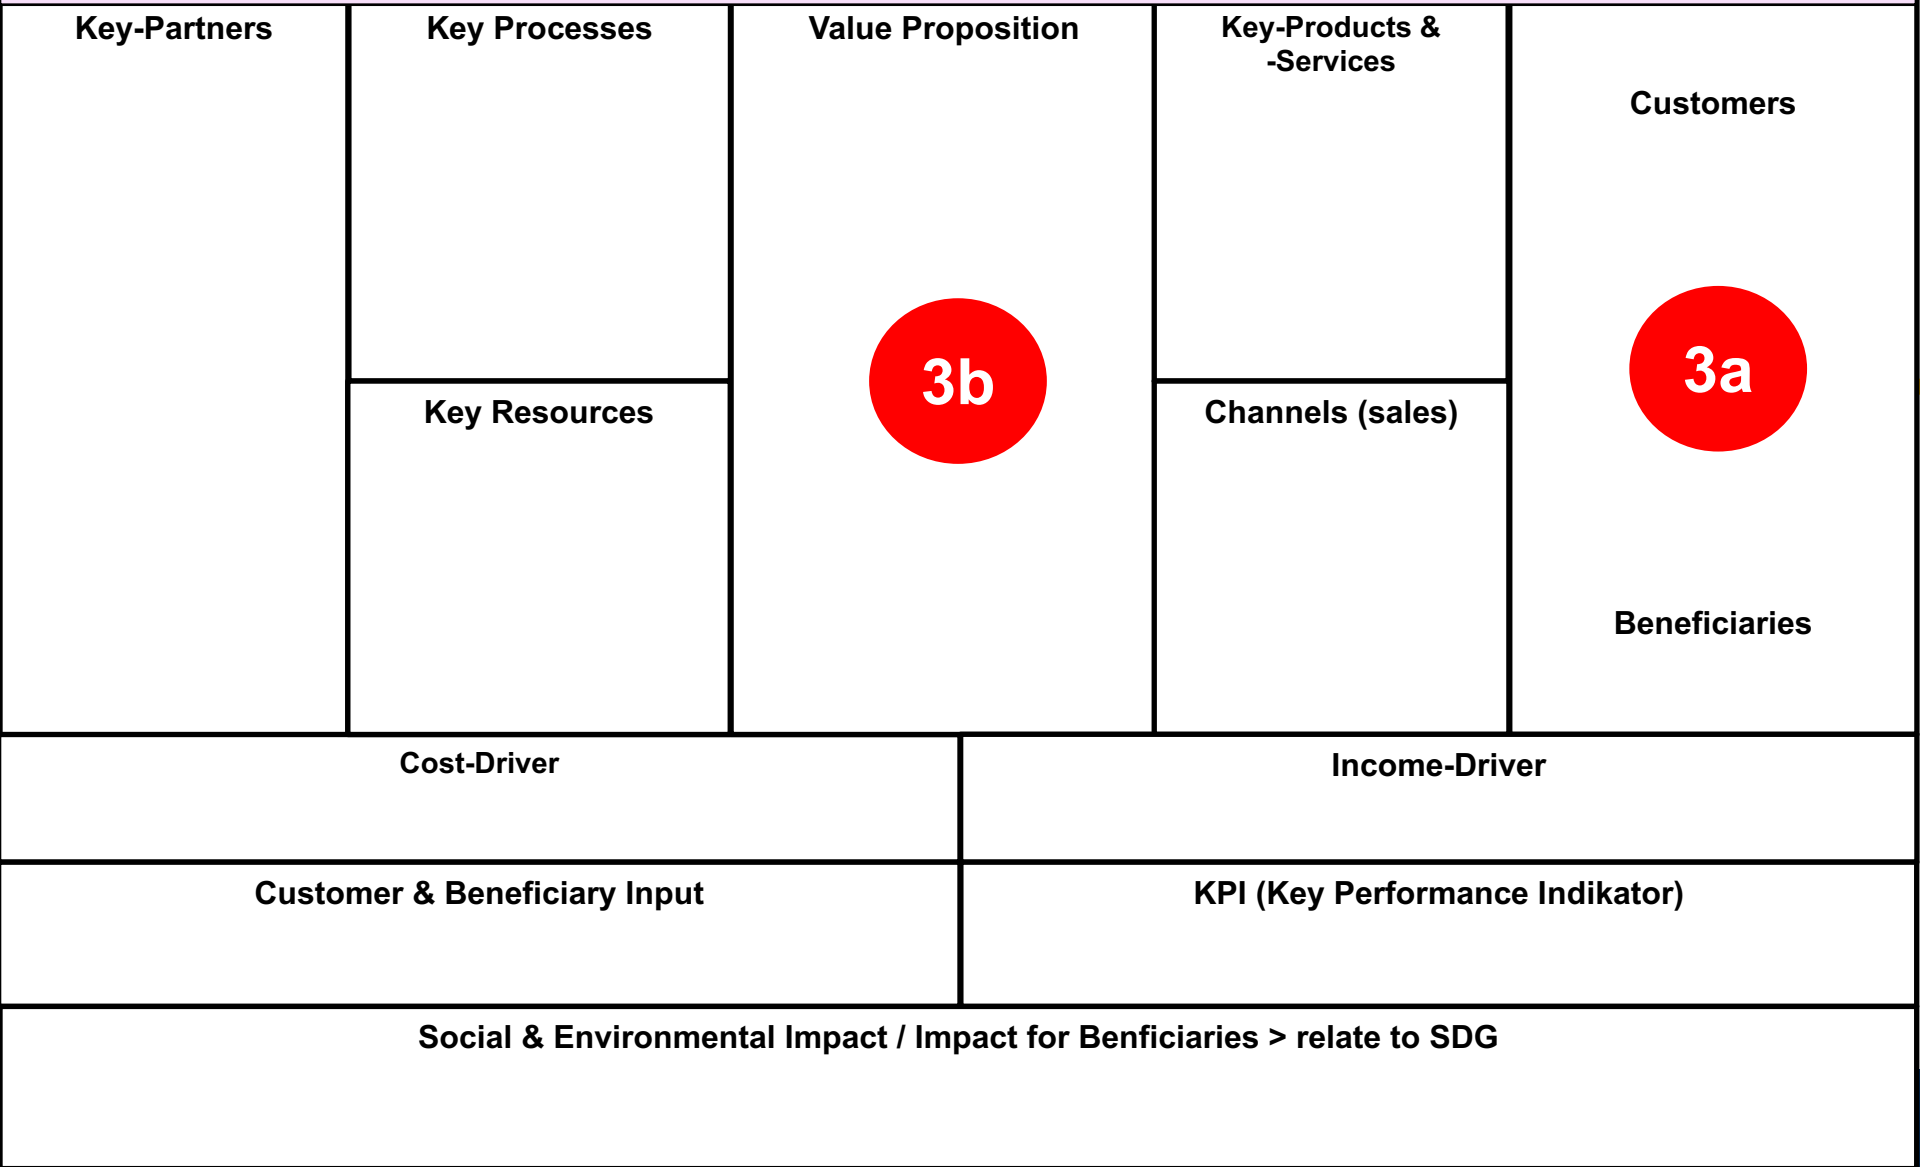 Key-Partners
Key Processes
Value Proposition
Key-Products &
-Services
Customers
3b
3a
Key Resources
Channels (sales)
Beneficiaries
Cost-Driver
Income-Driver
Customer & Beneficiary Input
KPI (Key Performance Indikator)
Social & Environmental Impact / Impact for Benficiaries > relate to SDG